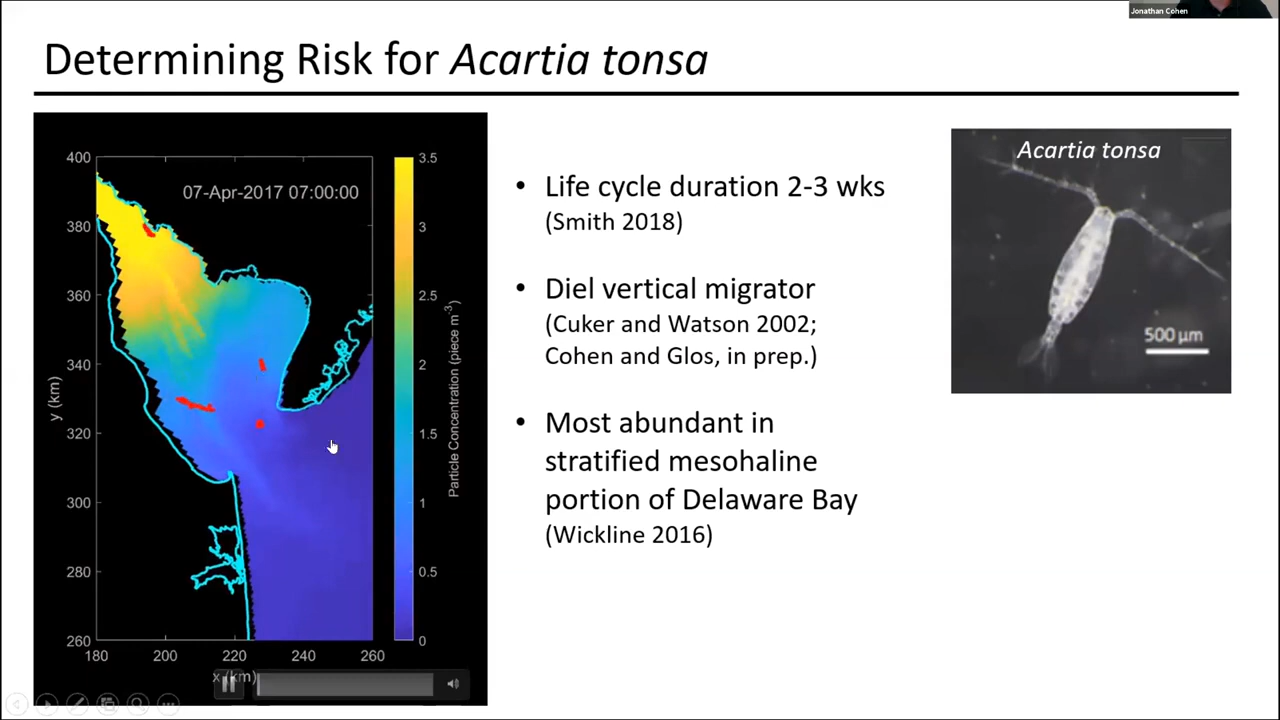 Jonathan Cohen
Determining Risk for Acartia tonsa
07-Apr-2017 07:00:00
400
380
360
340
320
300
280
260
y (km)
180
200
220
240
260
x (km)
3.5
3
2.5
2
1.5
1
0.5
0
Particle Concentration (piece m-3)
• Life cycle duration 2-3 wks
(Smith 2018)
• Diel vertical migrator
(Cuker and Watson 2002;
Cohen and Glos, in prep.)
• Most abundant in
stratified mesohaline
portion of Delaware Bay
(Wickline 2016)
Acartia tonsa
500 µm